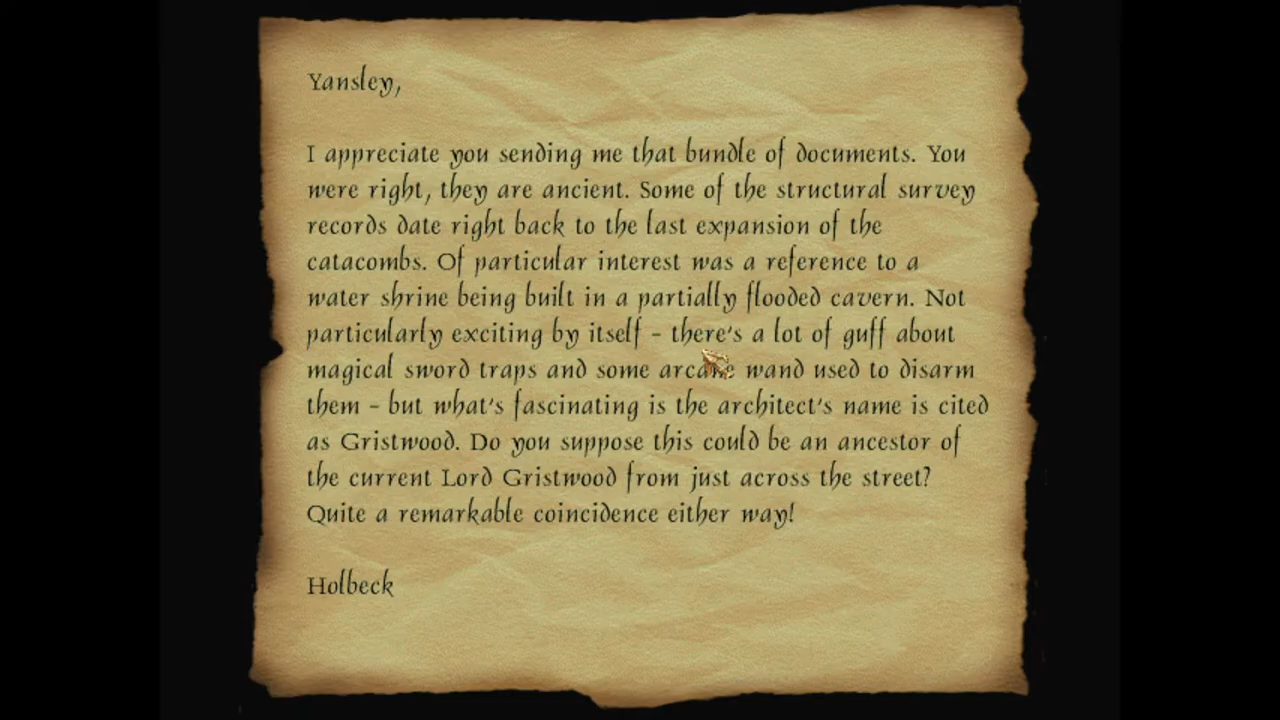 Yansley,
I appreciate you sending me that bundle of documents. You
were right, they are ancient. Some of the structural survey
records date right back to the last expansion of the
catacombs. Of particular interest was a reference to a
water shrine being built in a partially flooded cavern. Not
particularly exciting by itself - there's a lot of guff about
magical sword traps and some arcane wand used to disarm
them - but what's fascinating is the architect's name is cited
as Gristwood. Do you suppose this could be an ancestor of
the current Lord Gristwood from just across the street?
Quite a remarkable coincidence either way!
Holbeck